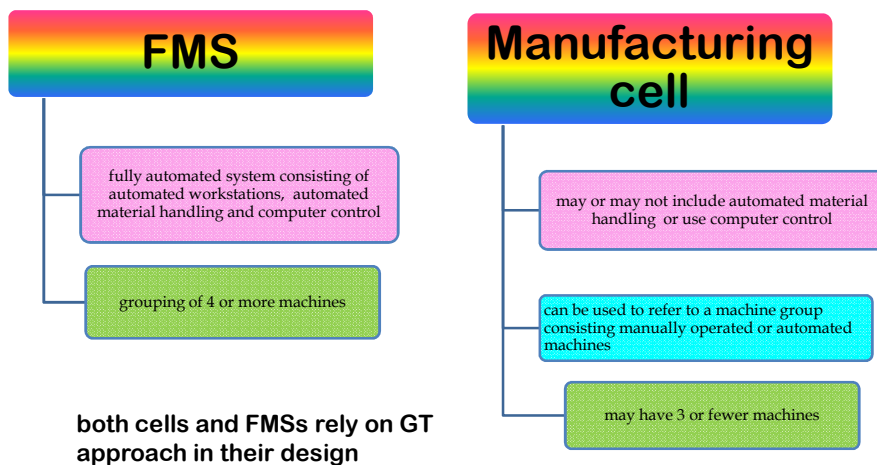 FMS
fully automated system consisting of
automated workstations, automated
material handling and computer control
grouping of 4 or more machines
both cells and FMSs rely on GT
approach in their design
Manufacturing
cell
may or may not include automated material
handling or use computer control
can be used to refer to a machine group
consisting manually operated or automated
machines
may have 3 or fewer machines